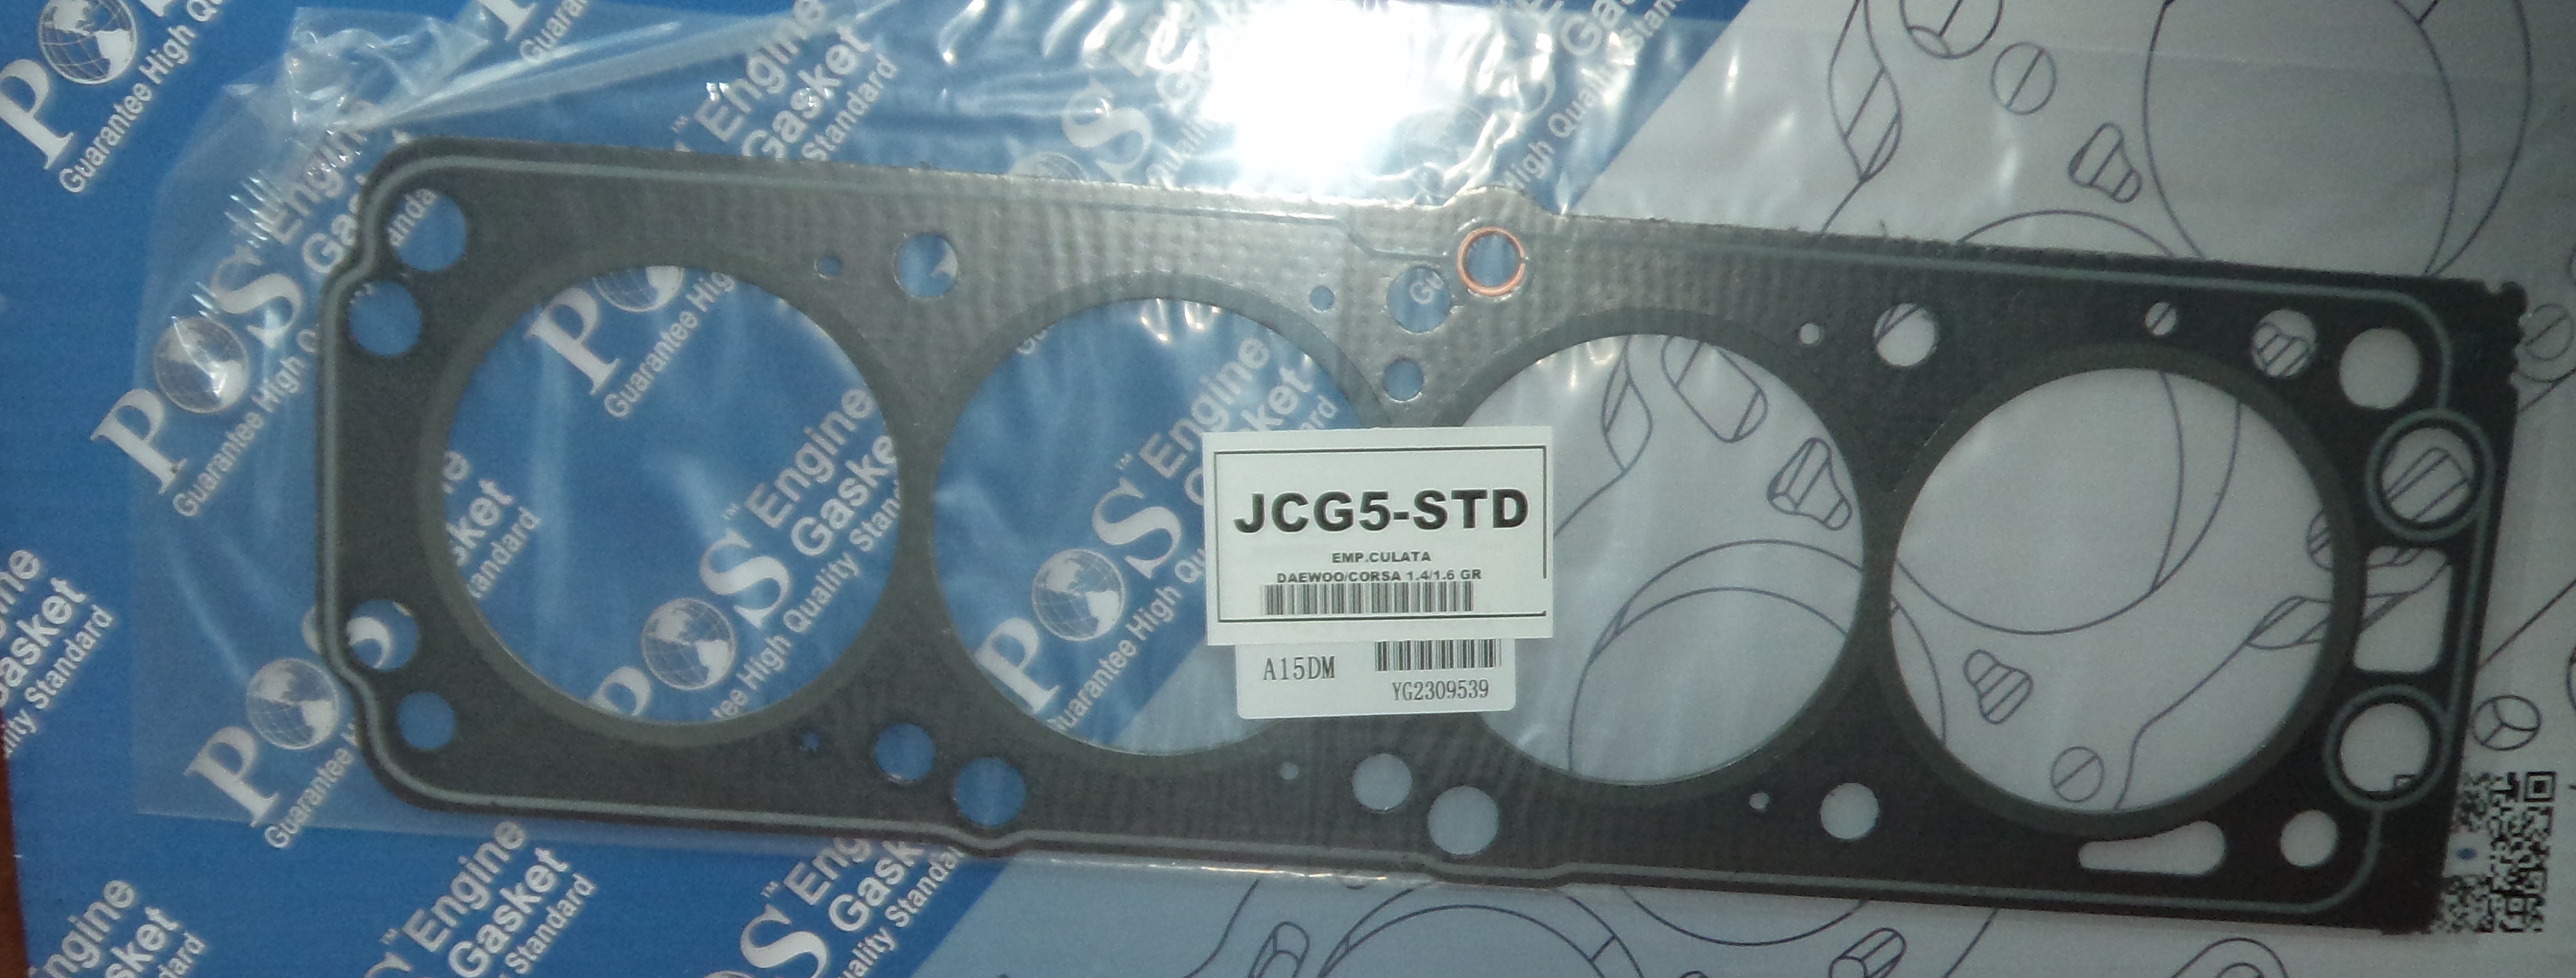 POS™ Engine
Gasket
Guarantee High Quality Standard
JCG5-STD
EMP.CULATA
DAEWOO/CORSA 1.4/1.6 GR
A15DM
YG2309539